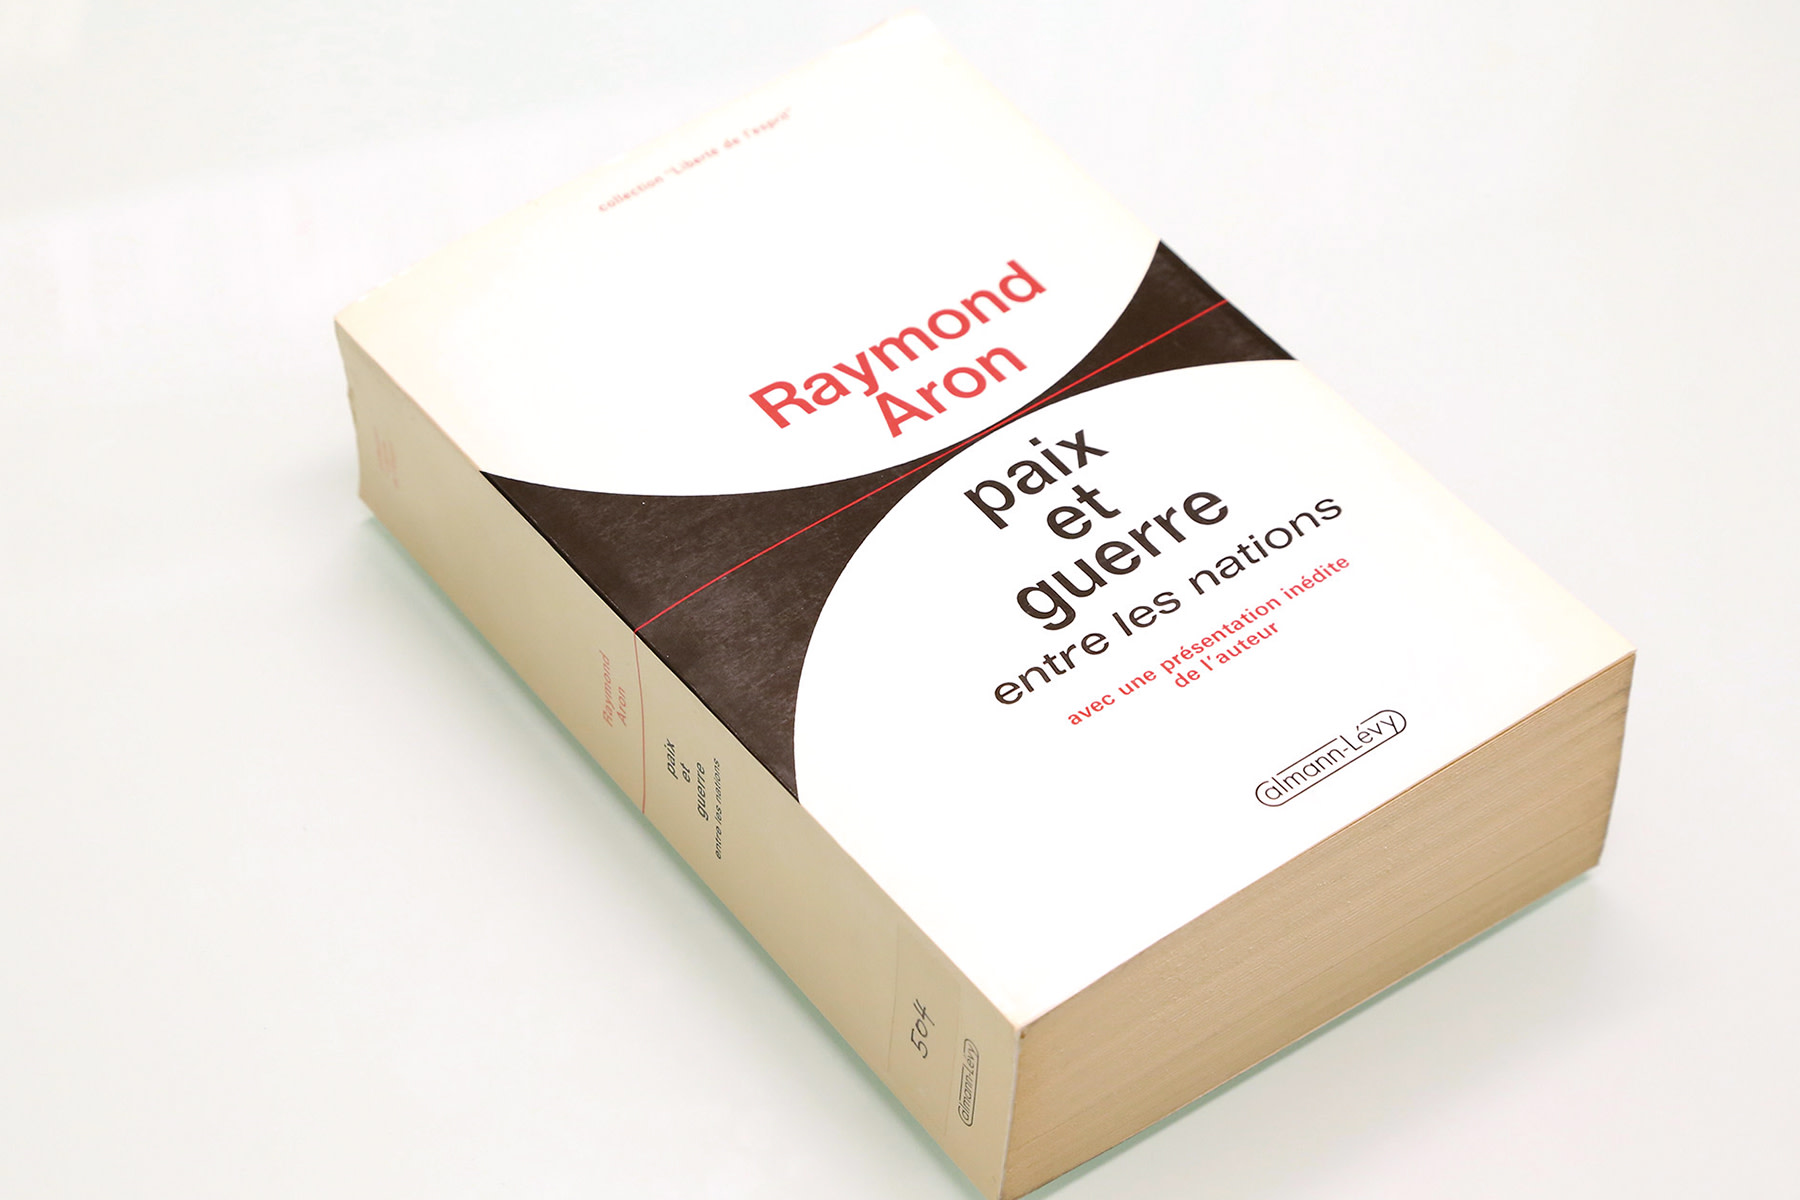 collection "Liberté de l'esprit"
Raymond
Aron
paix
et
guerre
entre les nations
avec une présentation inédite
de l'auteur
calmann-Lévy
Raymond
Aron
paix
et
guerre
entre les nations
504
calmann-Lévy